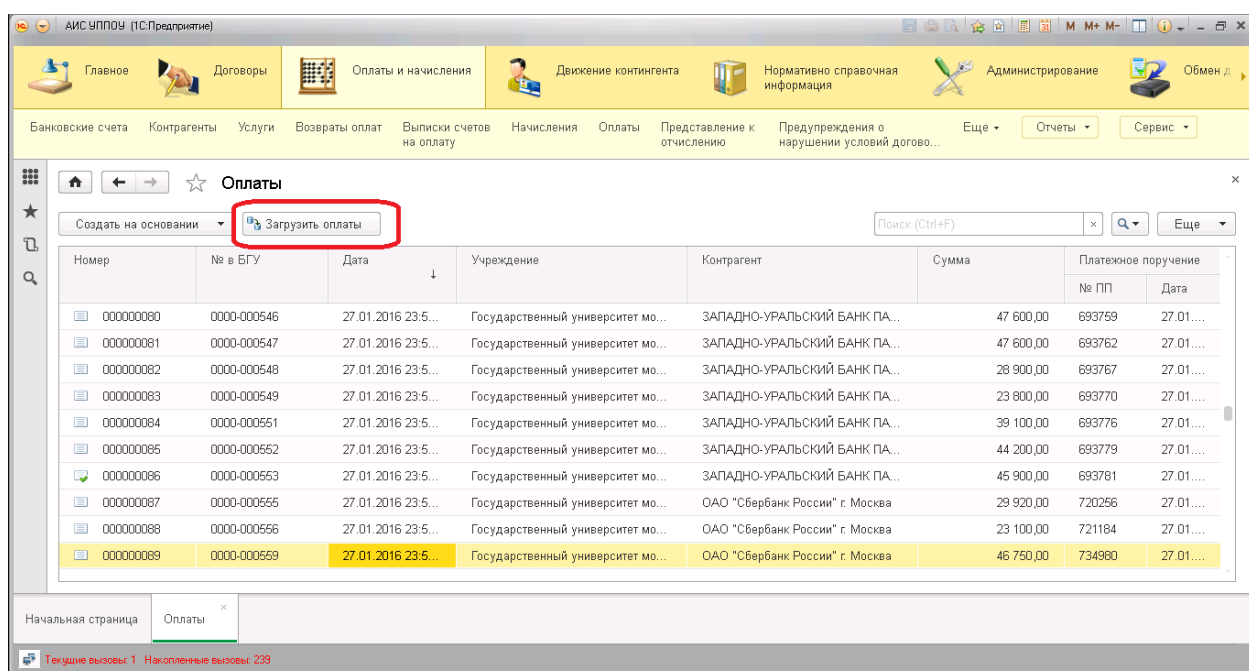 АИС УППОУ (1С:Предприятие)
M M+ M-
Главное Договоры Оплаты и начисления Движение контингента Нормативно справочная информация Администрирование Обмен д
Банковские счета Контрагенты Услуги Возвраты оплат Выписки счетов на оплату Начисления Оплаты Представление к отчислению Предупреждения о нарушении условий догово... Еще Отчеты Сервис
Оплаты
Создать на основании Загрузить оплаты Поиск (Ctrl+F) x Еще
Номер № в БГУ Дата ↓ Учреждение Контрагент Сумма Платежное поручение
№ ПП Дата
000000080 0000-000546 27.01.2016 23:5... Государственный университет мо... ЗАПАДНО-УРАЛЬСКИЙ БАНК ПА... 47 600,00 693759 27.01....
000000081 0000-000547 27.01.2016 23:5... Государственный университет мо... ЗАПАДНО-УРАЛЬСКИЙ БАНК ПА... 47 600,00 693762 27.01....
000000082 0000-000548 27.01.2016 23:5... Государственный университет мо... ЗАПАДНО-УРАЛЬСКИЙ БАНК ПА... 28 900,00 693767 27.01....
000000083 0000-000549 27.01.2016 23:5... Государственный университет мо... ЗАПАДНО-УРАЛЬСКИЙ БАНК ПА... 23 800,00 693770 27.01....
000000084 0000-000551 27.01.2016 23:5... Государственный университет мо... ЗАПАДНО-УРАЛЬСКИЙ БАНК ПА... 39 100,00 693776 27.01....
000000085 0000-000552 27.01.2016 23:5... Государственный университет мо... ЗАПАДНО-УРАЛЬСКИЙ БАНК ПА... 44 200,00 693779 27.01....
000000086 0000-000553 27.01.2016 23:5... Государственный университет мо... ЗАПАДНО-УРАЛЬСКИЙ БАНК ПА... 45 900,00 693781 27.01....
000000087 0000-000555 27.01.2016 23:5... Государственный университет мо... ОАО "Сбербанк России" г. Москва 29 920,00 720256 27.01....
000000088 0000-000556 27.01.2016 23:5... Государственный университет мо... ОАО "Сбербанк России" г. Москва 23 100,00 721184 27.01....
000000089 0000-000559 27.01.2016 23:5... Государственный университет мо... ОАО "Сбербанк России" г. Москва 46 750,00 734980 27.01....
Начальная страница Оплаты
Текущие вызовы: 1 Накопленные вызовы: 239